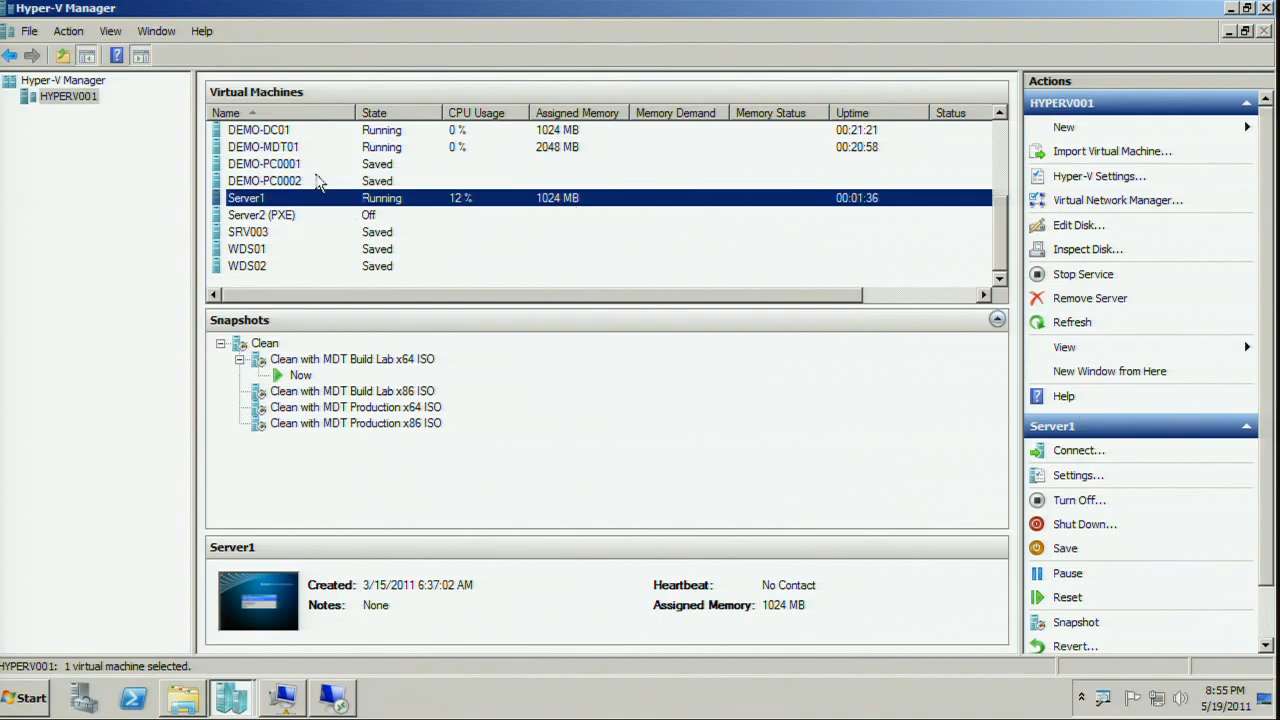 Hyper-V Manager
File Action View Window Help
Hyper-V Manager
HYPERV001
Virtual Machines
Name State CPU Usage Assigned Memory Memory Demand Memory Status Uptime Status
DEMO-DC01 Running 0 % 1024 MB 00:21:21
DEMO-MDT01 Running 0 % 2048 MB 00:20:58
DEMO-PC0001 Saved
DEMO-PC0002 Saved
Server1 Running 12 % 1024 MB 00:01:36
Server2 (PXE) Off
SRV003 Saved
WDS01 Saved
WDS02 Saved
Snapshots
Clean
Clean with MDT Build Lab x64 ISO
Now
Clean with MDT Build Lab x86 ISO
Clean with MDT Production x64 ISO
Clean with MDT Production x86 ISO
Server1
Created: 3/15/2011 6:37:02 AM Heartbeat: No Contact
Notes: None Assigned Memory: 1024 MB
Actions
HYPERV001
New
Import Virtual Machine...
Hyper-V Settings...
Virtual Network Manager...
Edit Disk...
Inspect Disk...
Stop Service
Remove Server
Refresh
View
New Window from Here
Help
Server1
Connect...
Settings...
Turn Off...
Shut Down...
Save
Pause
Reset
Snapshot
Revert...
HYPERV001: 1 virtual machine selected.
Start
8:55 PM
5/19/2011